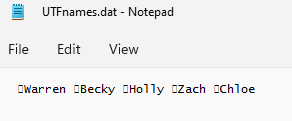 UTFnames.dat - Notepad
File Edit View
▯Warren ▯Becky ▯Holly ▯Zach ▯Chloe